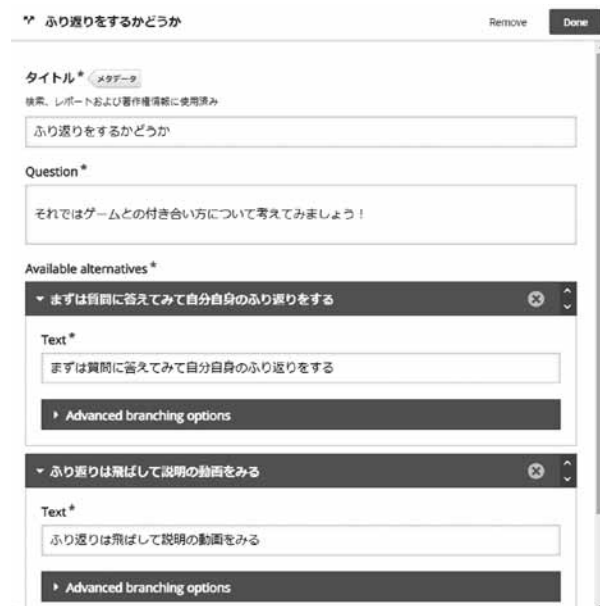 ふり返りをするかどうか Remove Done
タイトル* メタデータ
検索、レポートおよび著作権情報に使用済み
ふり返りをするかどうか
Question*
それではゲームとの付き合い方について考えてみましょう！
Available alternatives*
まずは質問に答えてみて自分自身のふり返りをする
Text*
まずは質問に答えてみて自分自身のふり返りをする
Advanced branching options
ふり返りは飛ばして説明の動画をみる
Text*
ふり返りは飛ばして説明の動画をみる
Advanced branching options